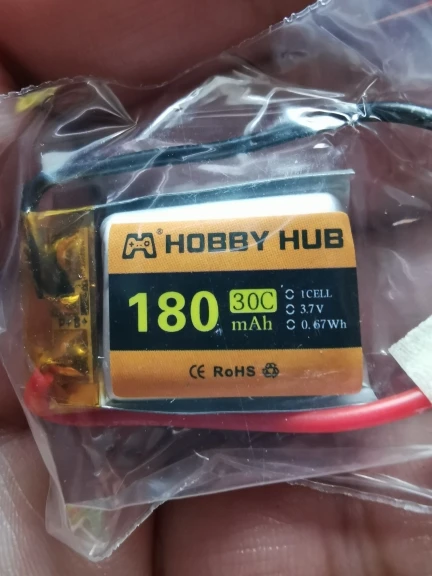 ® HOBBY HUB
180 30C mAh
1CELL
3.7V
0.67Wh
CE RoHS